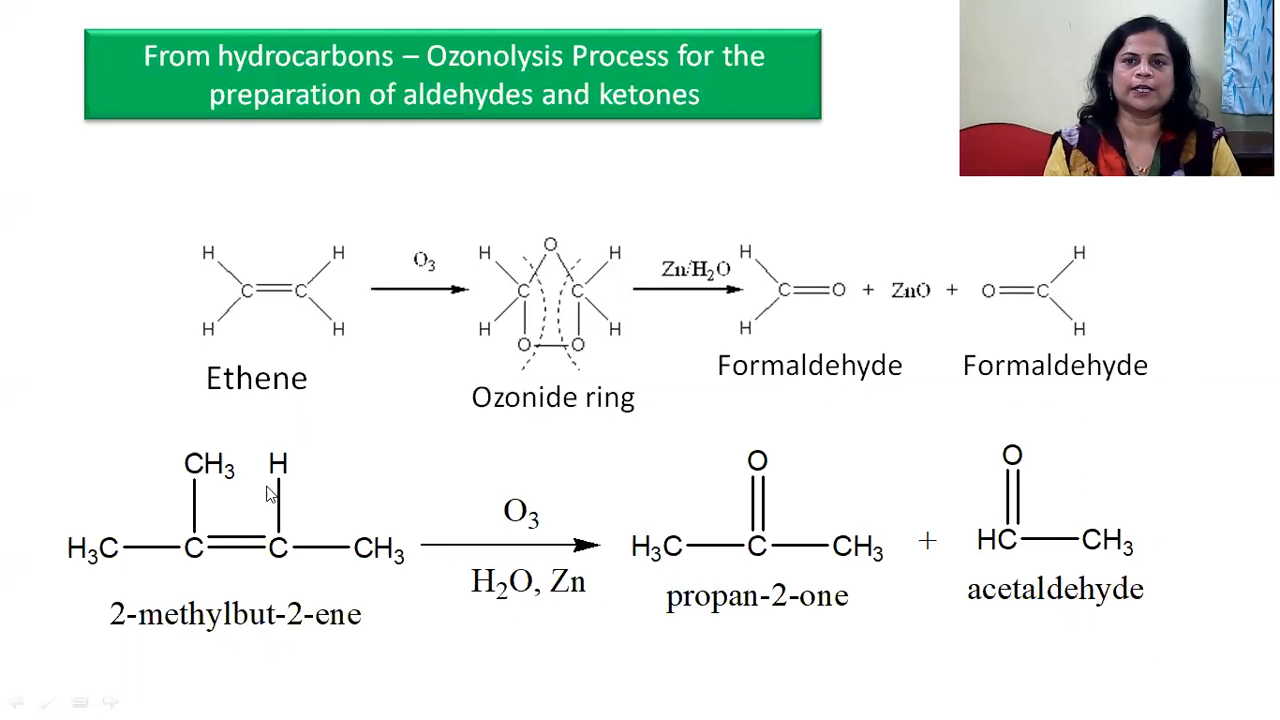 From hydrocarbons – Ozonolysis Process for the
preparation of aldehydes and ketones
H H H O H H H
O₃ Zn/H₂O
C C C C C O + ZnO + O C
H H H H H H
O O
Ethene Ozonide ring Formaldehyde Formaldehyde
CH₃ H O O
O₃
H₃C C C CH₃ H₃C C CH₃ + HC CH₃
H₂O, Zn
2-methylbut-2-ene propan-2-one acetaldehyde